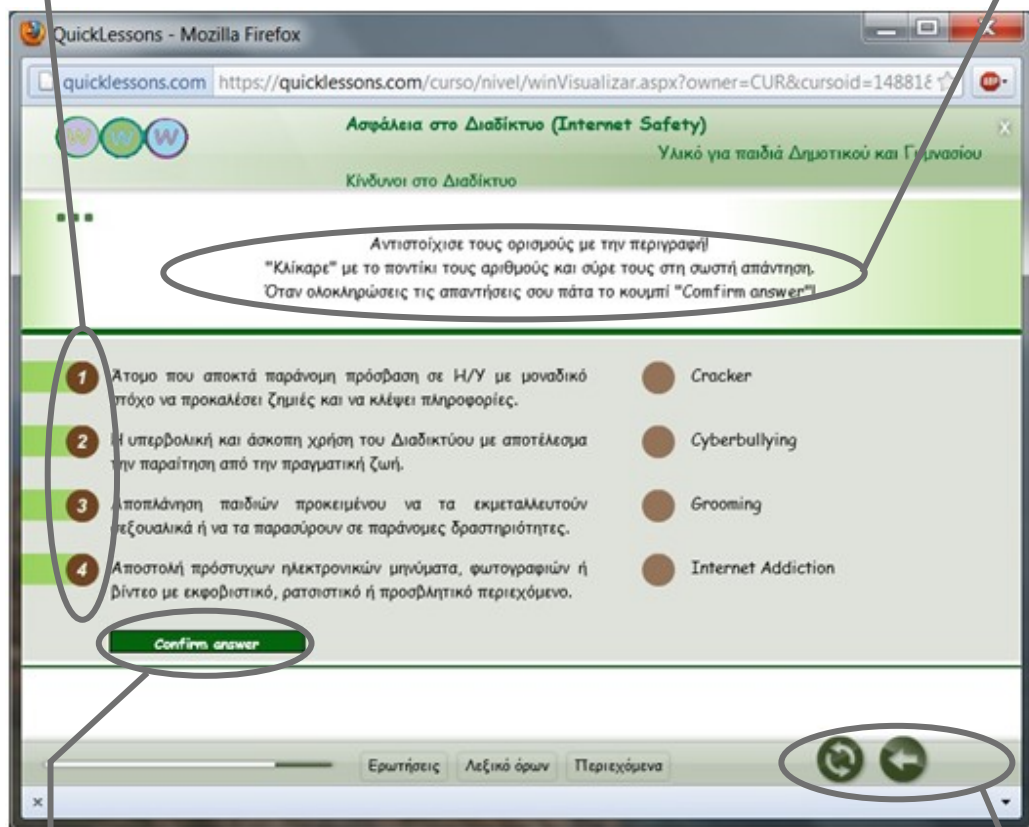 QuickLessons - Mozilla Firefox
quicklessons.com https://quicklessons.com/curso/nivel/winVisualizar.aspx?owner=CUR&cursoid=148818
ABP
WWW
Ασφάλεια στο Διαδίκτυο (Internet Safety)
Υλικό για παιδιά Δημοτικού και Γυμνασίου
Κίνδυνοι στο Διαδίκτυο
Αντιστοίχισε τους ορισμούς με την περιγραφή!
"Κλίκαρε" με το ποντίκι τους αριθμούς και σύρε τους στη σωστή απάντηση.
Όταν ολοκληρώσεις τις απαντήσεις σου πάτα το κουμπί "Comfirm answer"!
1 Άτομο που αποκτά παράνομη πρόσβαση σε Η/Υ με μοναδικό Cracker
στόχο να προκαλέσει ζημιές και να κλέψει πληροφορίες.
2 Η υπερβολική και άσκοπη χρήση του Διαδικτύου με αποτέλεσμα Cyberbullying
την παραίτηση από την πραγματική ζωή.
3 Αποπλάνηση παιδιών προκειμένου να τα εκμεταλλευτούν Grooming
σεξουαλικά ή να τα παρασύρουν σε παράνομες δραστηριότητες.
4 Αποστολή πρόστυχων ηλεκτρονικών μηνύματα, φωτογραφιών ή Internet Addiction
βίντεο με εκφοβιστικό, ρατσιστικό ή προσβλητικό περιεχόμενο.
Confirm answer
Ερωτήσεις Λεξικό όρων Περιεχόμενα